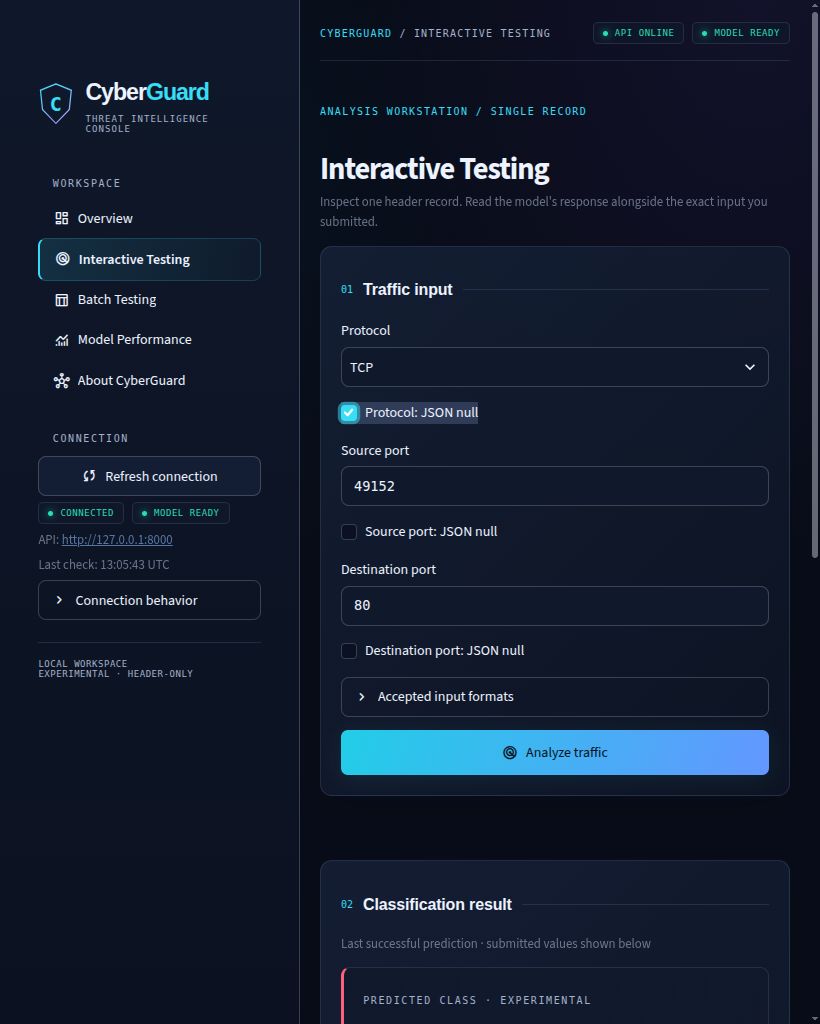 C
CyberGuard
THREAT INTELLIGENCE
CONSOLE
WORKSPACE
Overview
Interactive Testing
Batch Testing
Model Performance
About CyberGuard
CONNECTION
Refresh connection
CONNECTED
MODEL READY
API: http://127.0.0.1:8000
Last check: 13:05:43 UTC
Connection behavior
LOCAL WORKSPACE
EXPERIMENTAL · HEADER-ONLY
CYBERGUARD / INTERACTIVE TESTING
API ONLINE
MODEL READY
ANALYSIS WORKSTATION / SINGLE RECORD
Interactive Testing
Inspect one header record. Read the model's response alongside the exact input you
submitted.
01 Traffic input
Protocol
TCP
Protocol: JSON null
Source port
49152
Source port: JSON null
Destination port
80
Destination port: JSON null
Accepted input formats
Analyze traffic
02 Classification result
Last successful prediction · submitted values shown below
PREDICTED CLASS · EXPERIMENTAL